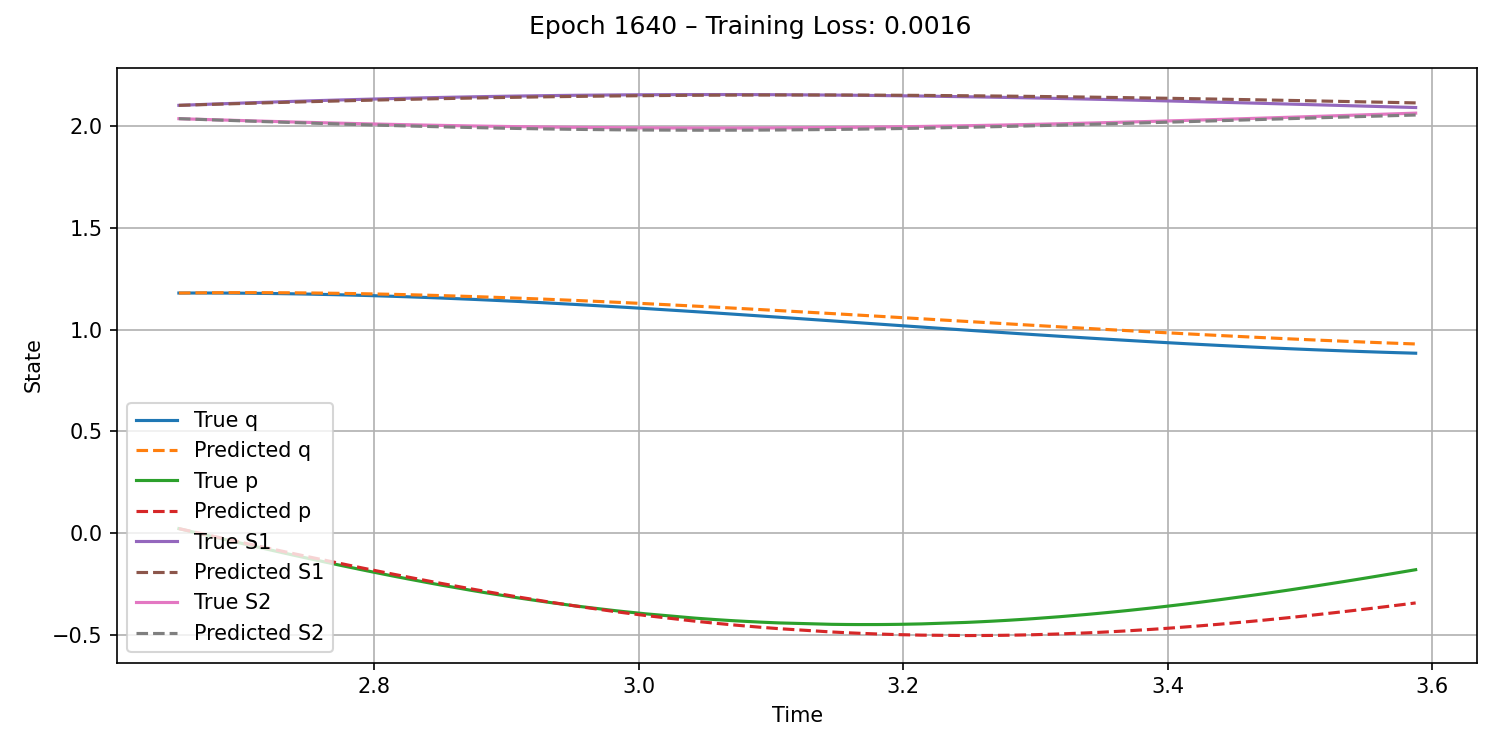 Epoch 1640 – Training Loss: 0.0016
2.0
1.5
1.0
0.5
0.0
−0.5
State
True q
Predicted q
True p
Predicted p
True S1
Predicted S1
True S2
Predicted S2
2.8 3.0 3.2 3.4 3.6
Time